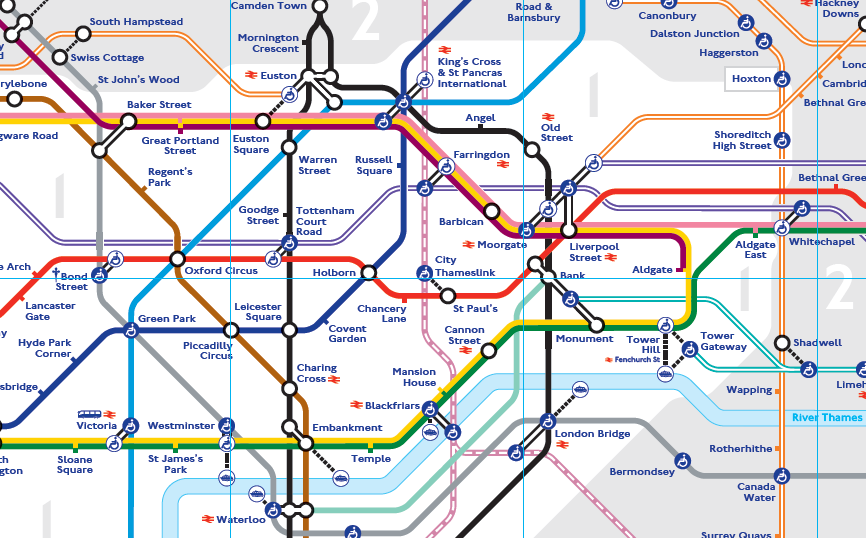 Camden Town
2
Road &
Barnsbury
Canonbury
Hackney
Downs
South Hampstead
Dalston Junction
Mornington
Crescent
Haggerston
Swiss Cottage
King's Cross
& St Pancras
International
St John's Wood
Euston
Hoxton
rylebone
Baker Street
Angel
Old
Street
Bethnal Gre
gware Road
Great Portland
Street
Euston
Square
Shoreditch
High Street
Warren
Street
Russell
Square
Farringdon
Regent's
Park
Bethnal Gree
Goodge
Street
Tottenham
Court
Road
Barbican
Moorgate
Liverpool
Street
Aldgate
East
Whitechapel
e Arch
Bond
Street
Oxford Circus
Holborn
City
Thameslink
Bank
Aldgate
2
Lancaster
Gate
Leicester
Square
Chancery
Lane
St Paul's
Green Park
Covent
Garden
Cannon
Street
Monument
Tower
Hill
Fenchurch St
Tower
Gateway
Shadwell
Hyde Park
Corner
Piccadilly
Circus
Charing
Cross
Mansion
House
sbridge
Wapping
Limeh
Blackfriars
River Thames
Victoria
Westminster
Embankment
London Bridge
Rotherhithe
ch
ngton
Sloane
Square
St James's
Park
Temple
Bermondsey
Canada
Water
Waterloo
Surrey Quays